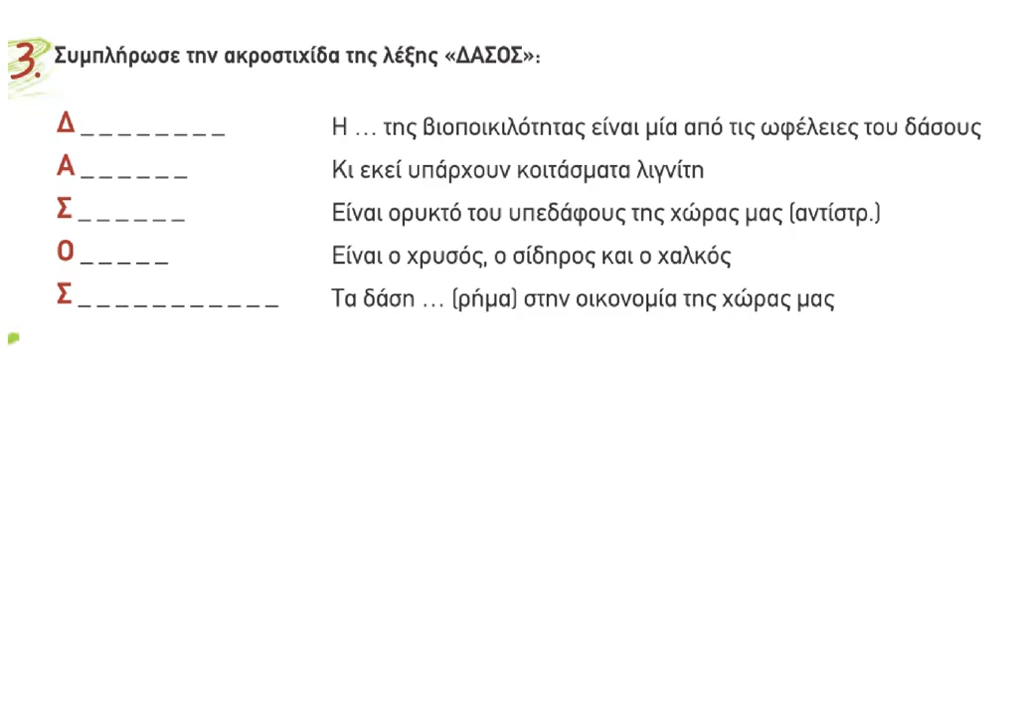 3. Συμπλήρωσε την ακροστιχίδα της λέξης «ΔΑΣΟΣ»:
Δ _ _ _ _ _ _ _ _ Η … της βιοποικιλότητας είναι μία από τις ωφέλειες του δάσους
Α _ _ _ _ _ _ Κι εκεί υπάρχουν κοιτάσματα λιγνίτη
Σ _ _ _ _ _ _ Είναι ορυκτό του υπεδάφους της χώρας μας (αντίστρ.)
Ο _ _ _ _ _ Είναι ο χρυσός, ο σίδηρος και ο χαλκός
Σ _ _ _ _ _ _ _ _ _ _ _ Τα δάση … (ρήμα) στην οικονομία της χώρας μας